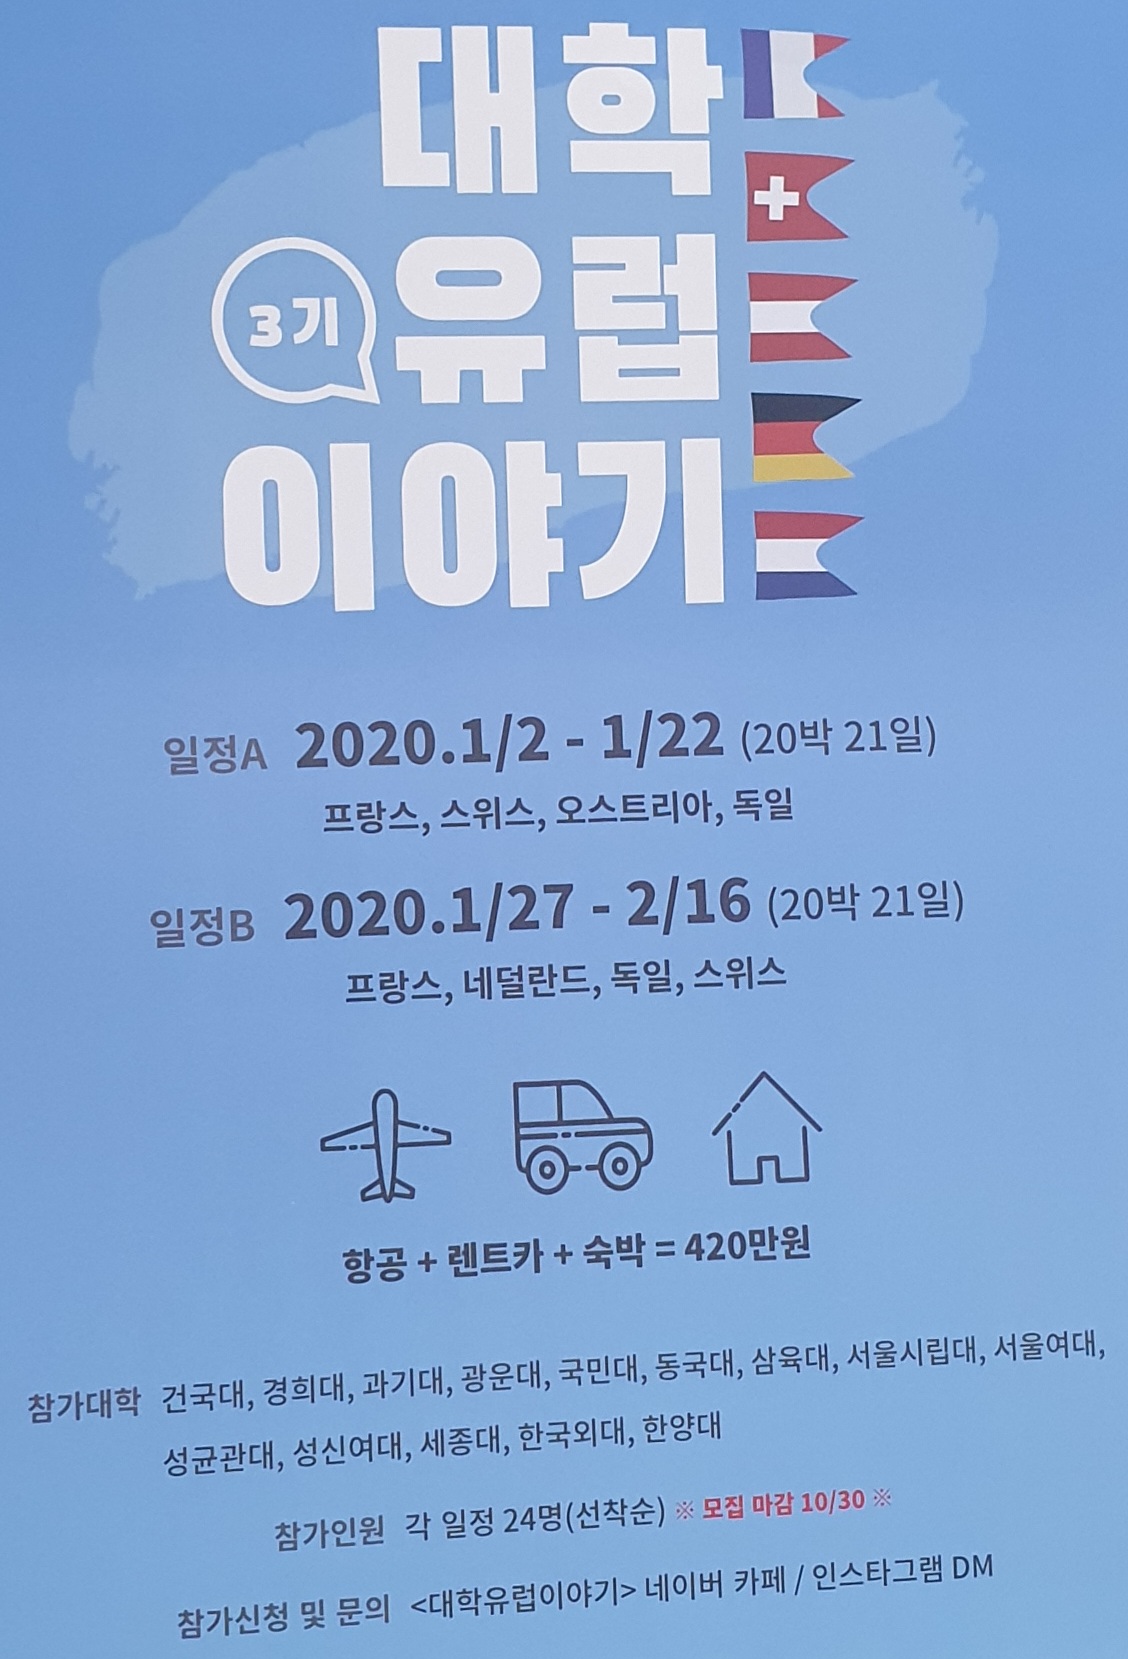 대학
3기 유럽
이야기
일정A 2020.1/2 - 1/22 (20박 21일)
프랑스, 스위스, 오스트리아, 독일
일정B 2020.1/27 - 2/16 (20박 21일)
프랑스, 네덜란드, 독일, 스위스
항공 + 렌트카 + 숙박 = 420만원
참가대학 건국대, 경희대, 과기대, 광운대, 국민대, 동국대, 삼육대, 서울시립대, 서울여대,
성균관대, 성신여대, 세종대, 한국외대, 한양대
참가인원 각 일정 24명(선착순) ※ 모집 마감 10/30 ※
참가신청 및 문의 <대학유럽이야기> 네이버 카페 / 인스타그램 DM